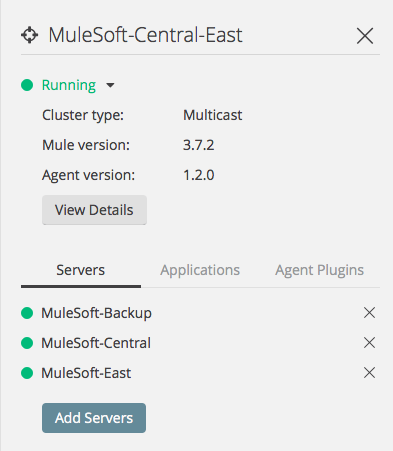 MuleSoft-Central-East
Running
Cluster type: Multicast
Mule version: 3.7.2
Agent version: 1.2.0
View Details
Servers Applications Agent Plugins
MuleSoft-Backup
MuleSoft-Central
MuleSoft-East
Add Servers